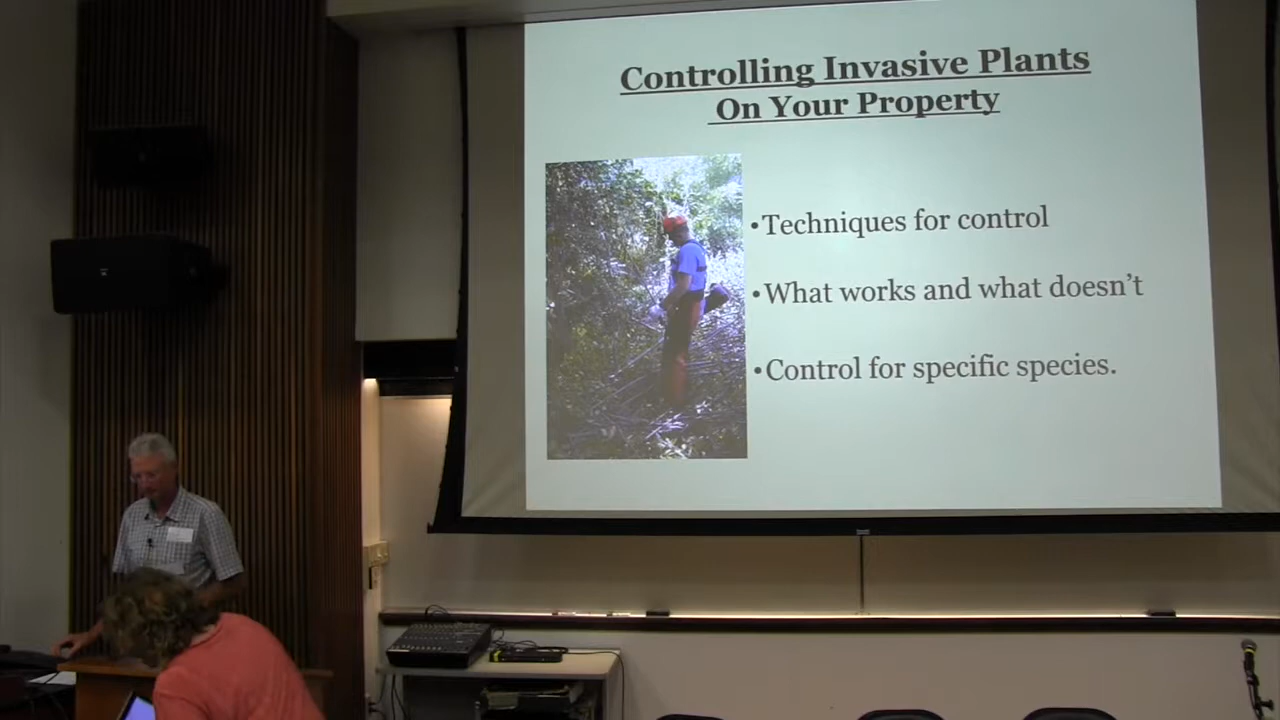 Controlling Invasive Plants
On Your Property
•Techniques for control
•What works and what doesn't
•Control for specific species.